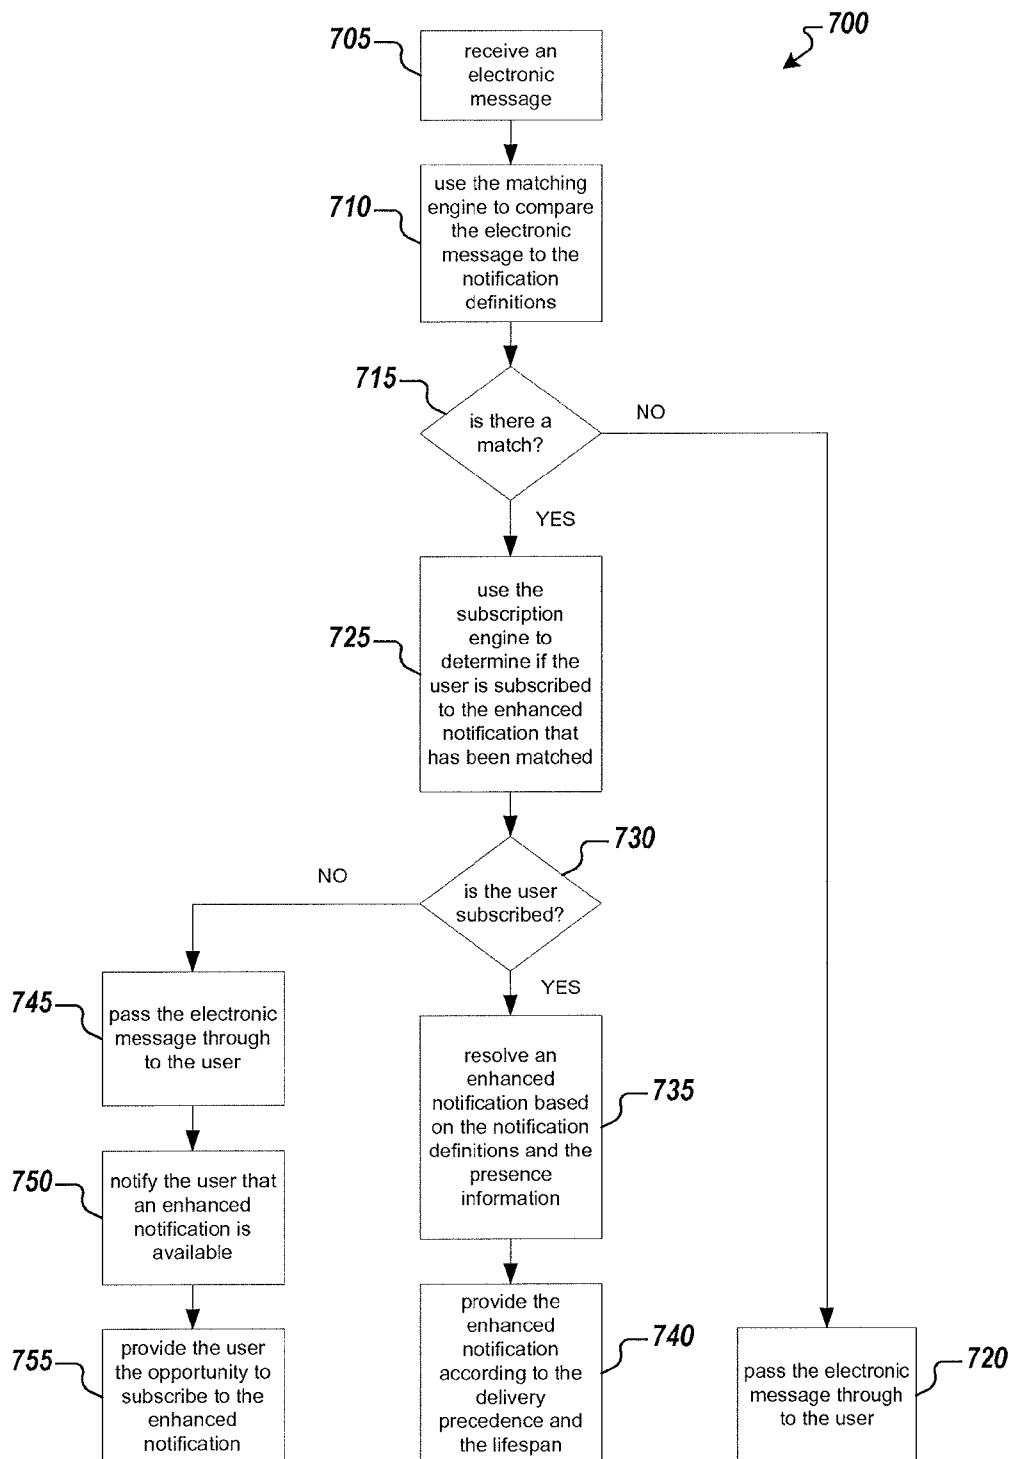 700
705
receive an
electronic
message
710
use the matching
engine to compare
the electronic
message to the
notification
definitions
715
is there a
match?
NO
YES
725
use the
subscription
engine to
determine if the
user is subscribed
to the enhanced
notification that
has been matched
730
is the user
subscribed?
NO
YES
745
pass the electronic
message through
to the user
735
resolve an
enhanced
notification based
on the notification
definitions and the
presence
information
750
notify the user that
an enhanced
notification is
available
755
provide the user
the opportunity to
subscribe to the
enhanced
notification
740
provide the
enhanced
notification
according to the
delivery
precedence and
the lifespan
720
pass the electronic
message through
to the user